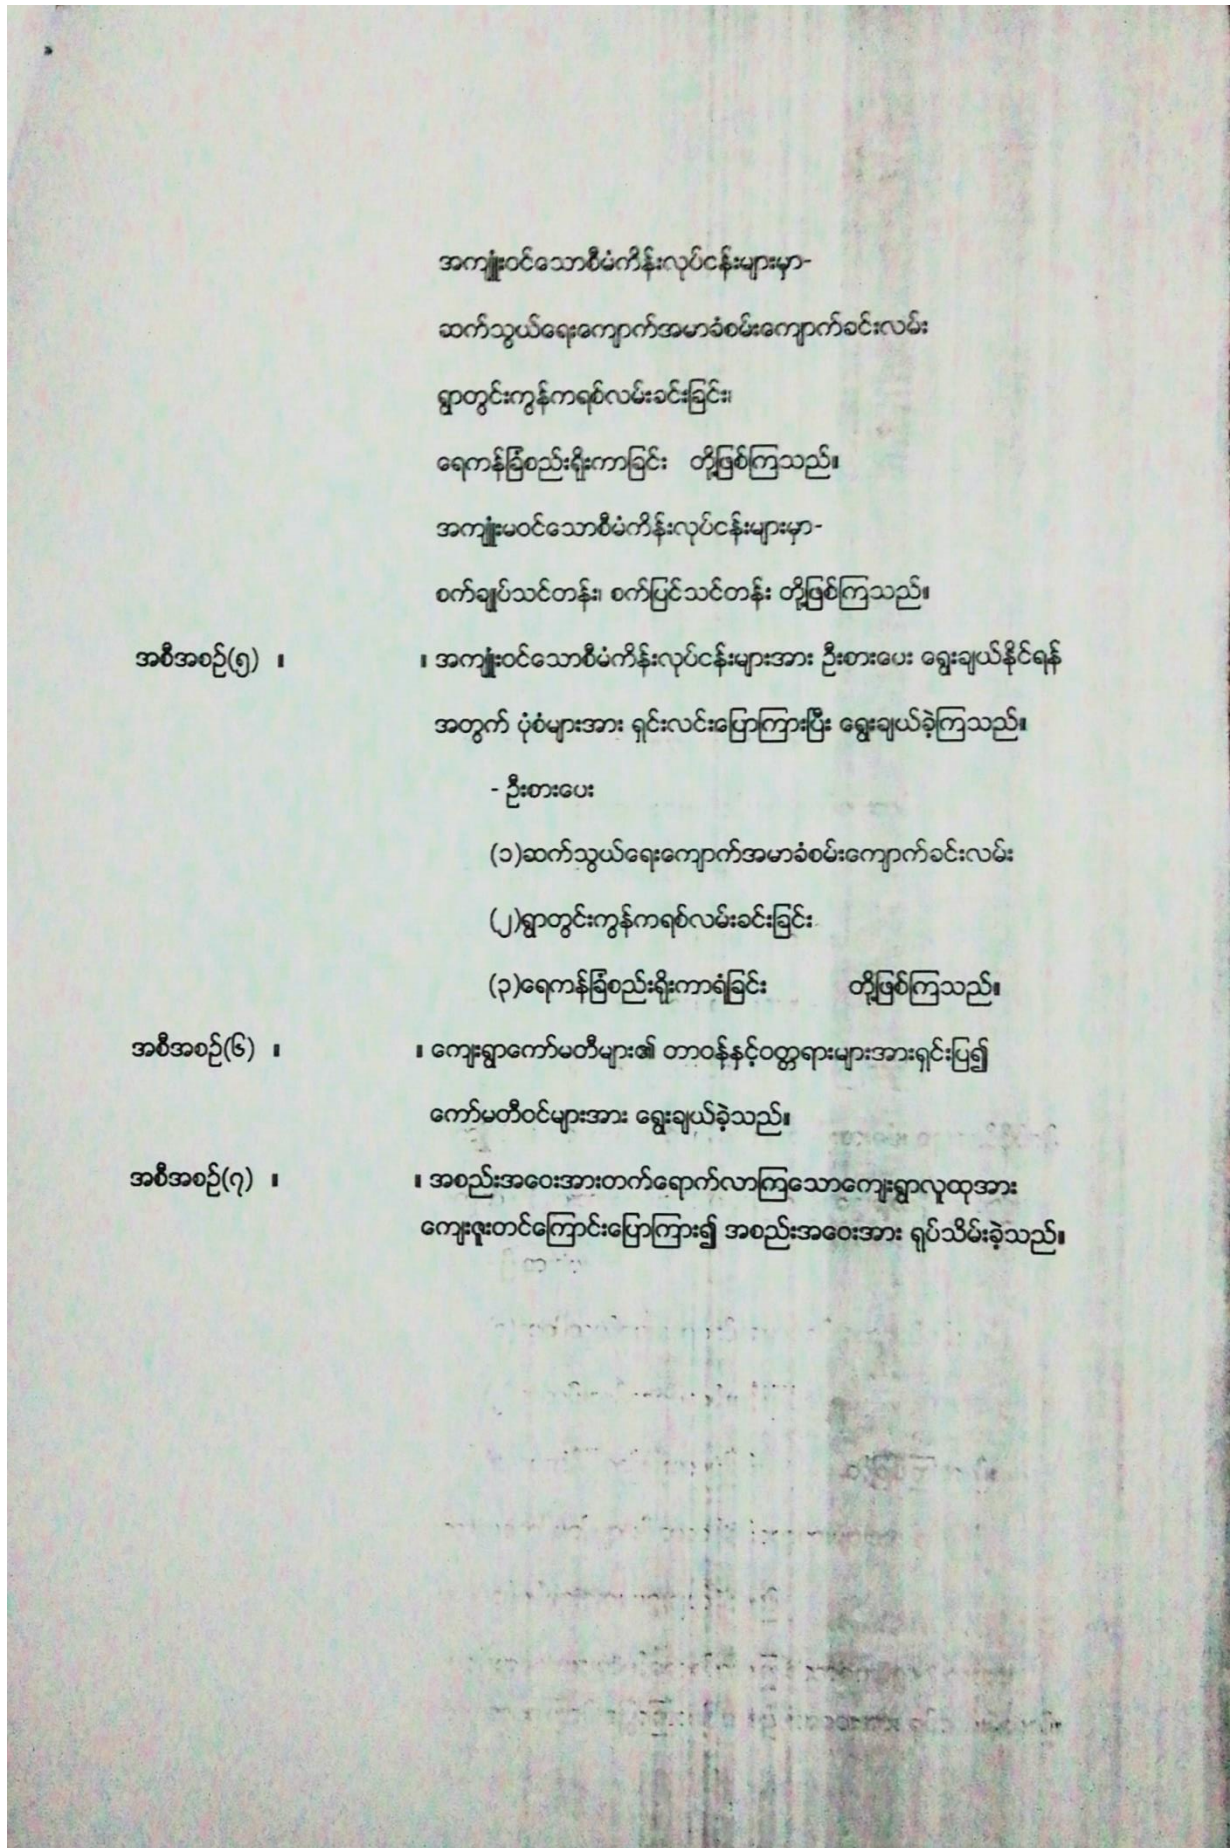 အကျုံးဝင်သောစီမံကိန်းလုပ်ငန်းများမှာ-
ဆက်သွယ်ရေးကျောက်အမာခံစမ်းကျောက်ခင်းလမ်း
ရွာတွင်းကွန်ကရစ်လမ်းခင်းခြင်း၊
ရေကန်ခြံစည်းရိုးကာခြင်း တို့ဖြစ်ကြသည်။
အကျုံးမဝင်သောစီမံကိန်းလုပ်ငန်းများမှာ-
စက်ချုပ်သင်တန်း၊ စက်ပြင်သင်တန်း တို့ဖြစ်ကြသည်။
အစီအစဉ်(၅) ။ ။ အကျုံးဝင်သောစီမံကိန်းလုပ်ငန်းများအား ဦးစားပေး ရွေးချယ်နိုင်ရန်
အတွက် ပုံစံများအား ရှင်းလင်းပြောကြားပြီး ရွေးချယ်ခဲ့ကြသည်။
- ဦးစားပေး
(၁)ဆက်သွယ်ရေးကျောက်အမာခံစမ်းကျောက်ခင်းလမ်း
(၂)ရွာတွင်းကွန်ကရစ်လမ်းခင်းခြင်း
(၃)ရေကန်ခြံစည်းရိုးကာရံခြင်း တို့ဖြစ်ကြသည်။
အစီအစဉ်(၆) ။ ။ ကျေးရွာကော်မတီများ၏ တာဝန်နှင့်ဝတ္တရားများအားရှင်းပြ၍
ကော်မတီဝင်များအား ရွေးချယ်ခဲ့သည်။
အစီအစဉ်(၇) ။ ။ အစည်းအဝေးအားတက်ရောက်လာကြသောကျေးရွာလူထုအား
ကျေးဇူးတင်ကြောင်းပြောကြား၍ အစည်းအဝေးအား ရုပ်သိမ်းခဲ့သည်။